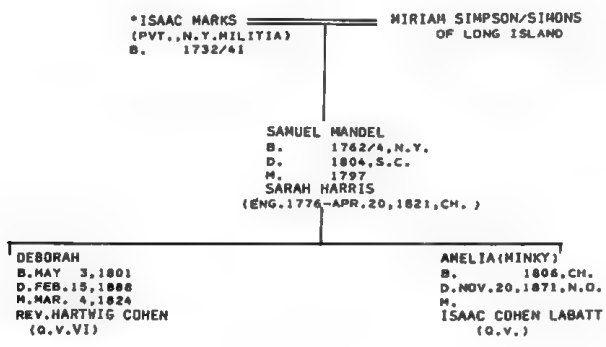 *ISAAC MARKS
(PVT.,N.Y.MILITIA)
B. 1732/41
MIRIAM SIMPSON/SIMONS
OF LONG ISLAND
SAMUEL MANDEL
B. 1762/4,N.Y.
D. 1804,S.C.
M. 1797
SARAH HARRIS
(ENG.1776-APR.20,1821,CH. )
DEBORAH
B.MAY 3,1801
D.FEB.15,1888
M.MAR. 4,1824
REV.HARTWIG COHEN
(Q.V.VI)
AMELIA(MINKY)
B. 1806,CH.
D.NOV.20,1871,N.O.
M.
ISAAC COHEN LABATT
(Q.V.)